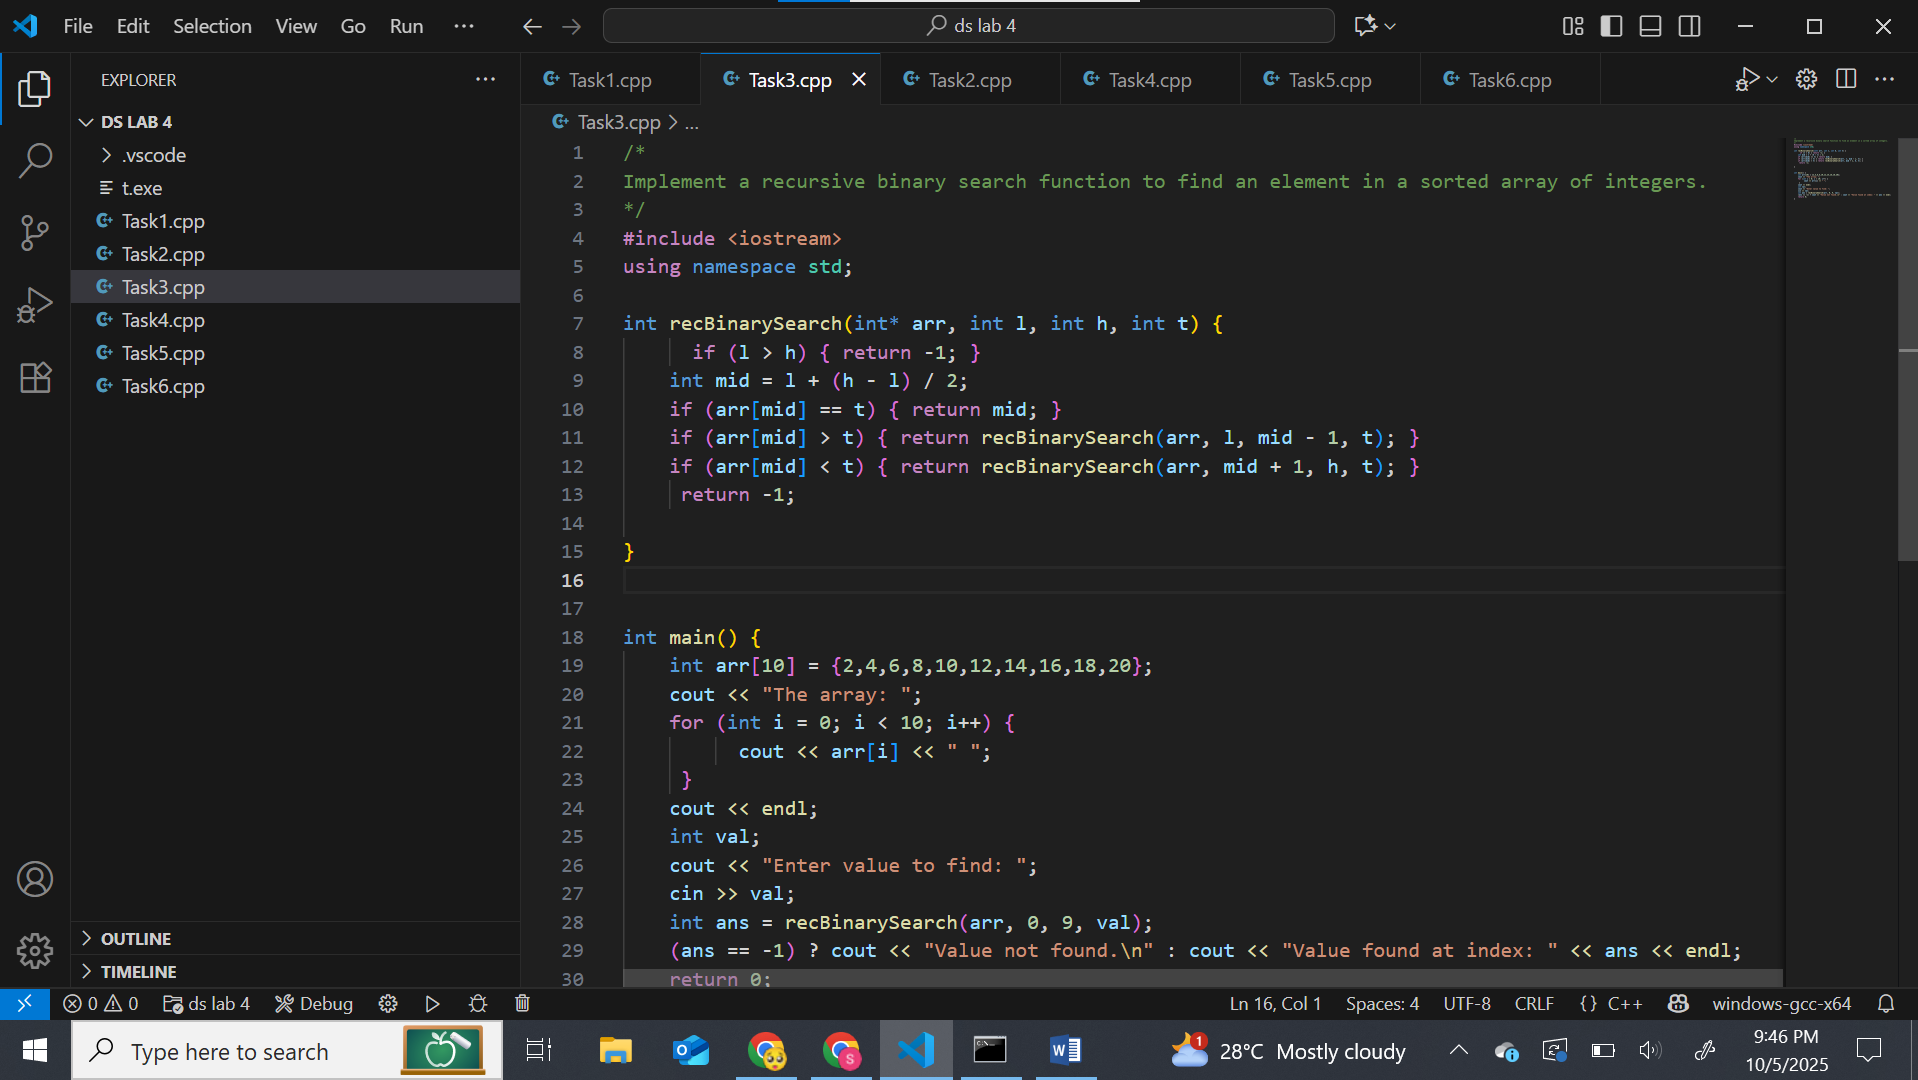 File Edit Selection View Go Run ··· ds lab 4
EXPLORER ···
DS LAB 4
.vscode
t.exe
Task1.cpp
Task2.cpp
Task3.cpp
Task4.cpp
Task5.cpp
Task6.cpp
OUTLINE
TIMELINE
Task1.cpp Task3.cpp Task2.cpp Task4.cpp Task5.cpp Task6.cpp
Task3.cpp > ...
1 /*
2 Implement a recursive binary search function to find an element in a sorted array of integers.
3 */
4 #include <iostream>
5 using namespace std;
6
7 int recBinarySearch(int* arr, int l, int h, int t) {
8 if (l > h) { return -1; }
9 int mid = l + (h - l) / 2;
10 if (arr[mid] == t) { return mid; }
11 if (arr[mid] > t) { return recBinarySearch(arr, l, mid - 1, t); }
12 if (arr[mid] < t) { return recBinarySearch(arr, mid + 1, h, t); }
13 return -1;
14
15 }
16
17
18 int main() {
19 int arr[10] = {2,4,6,8,10,12,14,16,18,20};
20 cout << "The array: ";
21 for (int i = 0; i < 10; i++) {
22 cout << arr[i] << " ";
23 }
24 cout << endl;
25 int val;
26 cout << "Enter value to find: ";
27 cin >> val;
28 int ans = recBinarySearch(arr, 0, 9, val);
29 (ans == -1) ? cout << "Value not found.\n" : cout << "Value found at index: " << ans << endl;
30 return 0;
0 0 ds lab 4 Debug Ln 16, Col 1 Spaces: 4 UTF-8 CRLF {} C++ windows-gcc-x64
Type here to search S 1 28°C Mostly cloudy 9:46 PM
10/5/2025